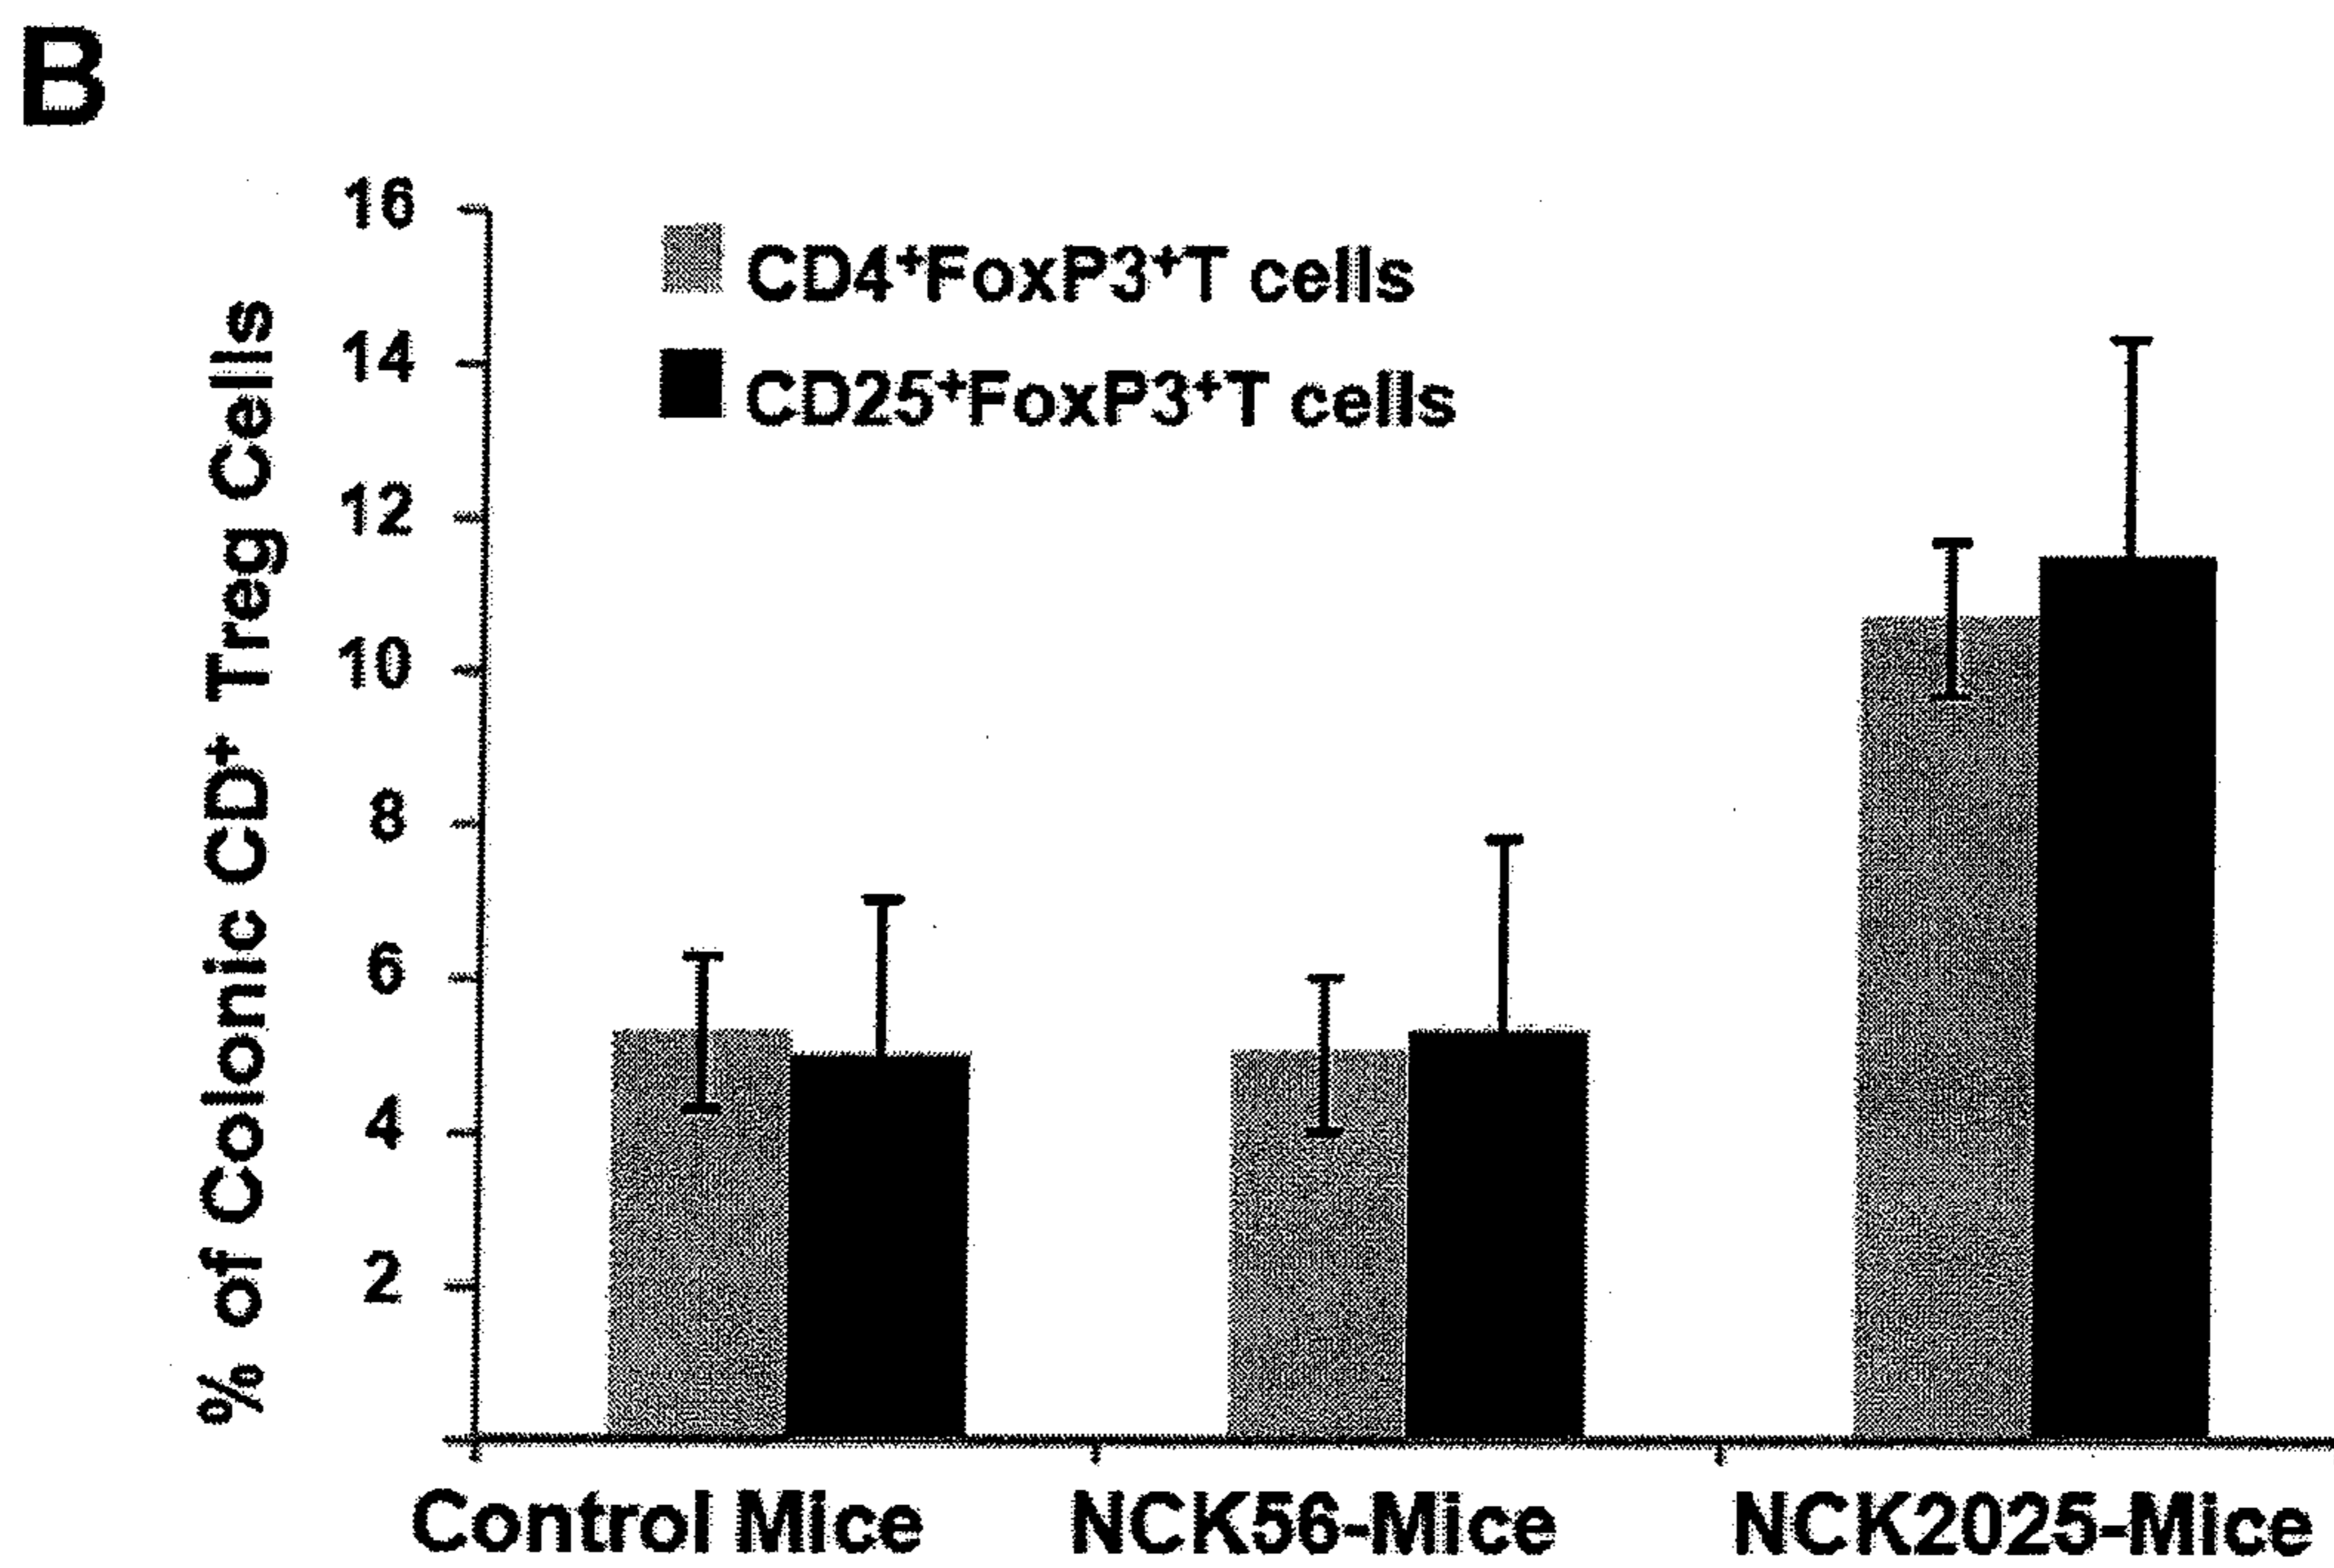 B
16
14
12
10
8
6
4
2
% of Colonic CD⁺ Treg Cells
CD4⁺FoxP3⁺T cells
CD25⁺FoxP3⁺T cells
Control Mice
NCK56-Mice
NCK2025-Mice